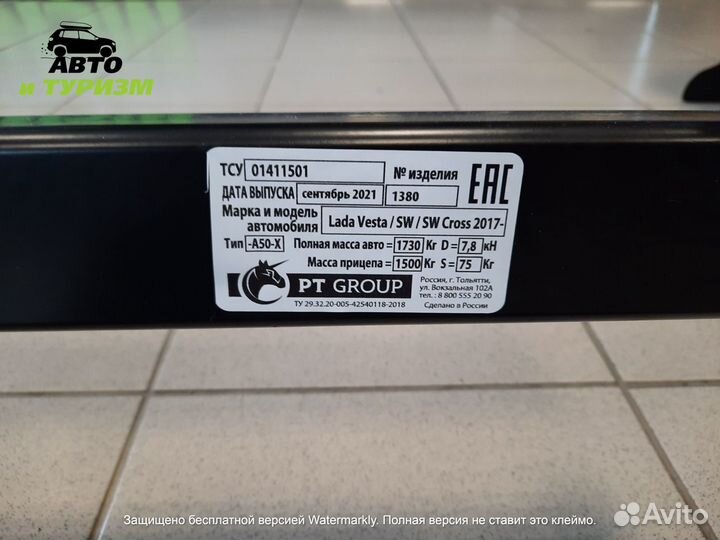 АВТО
и ТУРИЗМ
ТСУ 01411501 № изделия EAC
ДАТА ВЫПУСКА сентябрь 2021 1380
Марка и модель
автомобиля Lada Vesta / SW / SW Cross 2017-
Тип -A50-X Полная масса авто = 1730 Кг D = 7,8 кН
Масса прицепа = 1500 Кг S = 75 Кг
PT GROUP
Россия, г. Тольятти,
ул. Вокзальная 102А
тел.: 8 800 555 20 90
ТУ 29.32.20-005-42540118-2018
Сделано в России
Защищено бесплатной версией Watermarkly. Полная версия не ставит это клеймо.
Avito